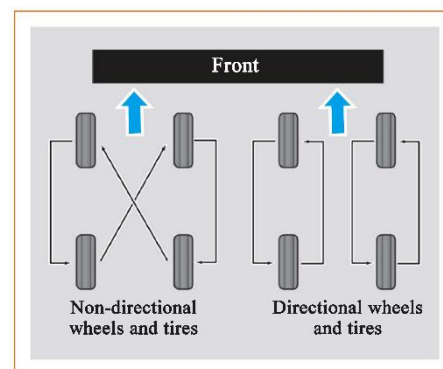 Front
Non-directional
wheels and tires
Directional wheels
and tires